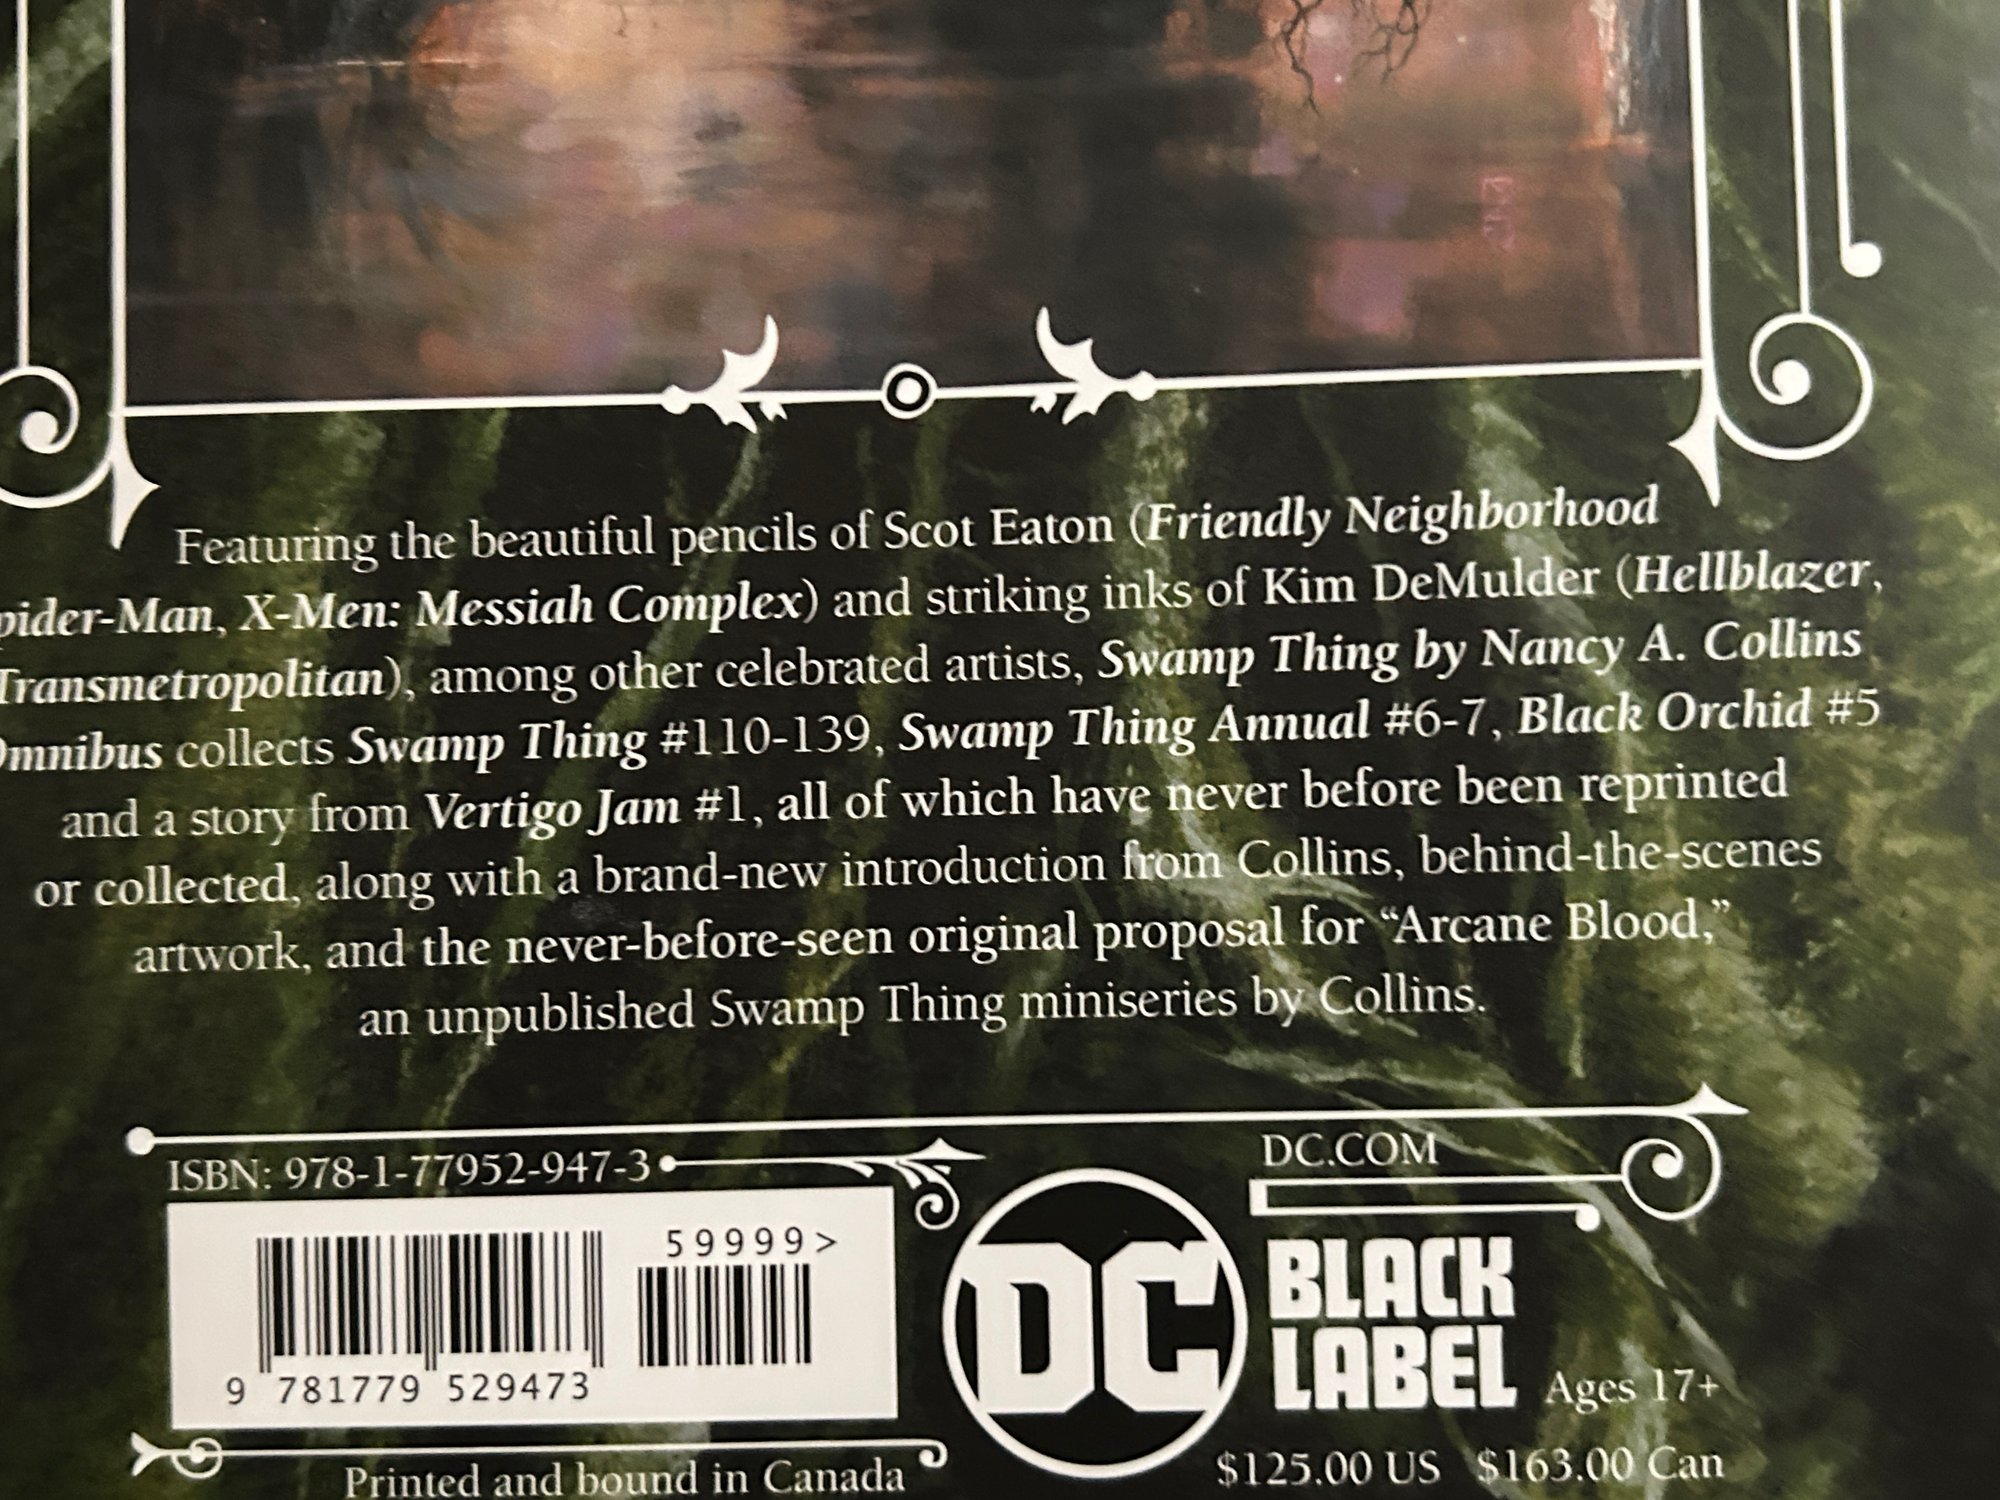 Featuring the beautiful pencils of Scot Eaton (Friendly Neighborhood
pider-Man, X-Men: Messiah Complex) and striking inks of Kim DeMulder (Hellblazer,
Transmetropolitan), among other celebrated artists, Swamp Thing by Nancy A. Collins
Omnibus collects Swamp Thing #110-139, Swamp Thing Annual #6-7, Black Orchid #5
and a story from Vertigo Jam #1, all of which have never before been reprinted
or collected, along with a brand-new introduction from Collins, behind-the-scenes
artwork, and the never-before-seen original proposal for “Arcane Blood,”
an unpublished Swamp Thing miniseries by Collins.
ISBN: 978-1-77952-947-3
59999>
9 781779 529473
Printed and bound in Canada
DC
DC.COM
BLACK
LABEL
Ages 17+
$125.00 US $163.00 Can